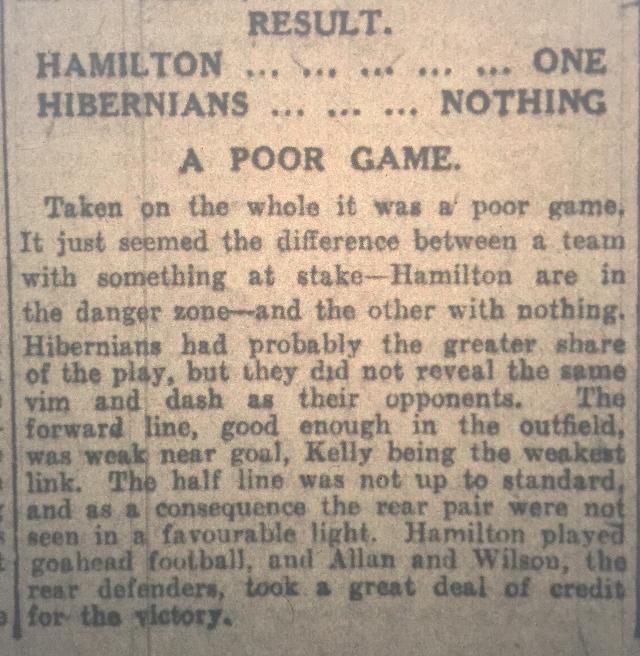 RESULT.
HAMILTON ... ... ... ... ... ONE
HIBERNIANS ... ... ... NOTHING
A POOR GAME.
Taken on the whole it was a poor game.
It just seemed the difference between a team
with something at stake—Hamilton are in
the danger zone—and the other with nothing.
Hibernians had probably the greater share
of the play, but they did not reveal the same
vim and dash as their opponents. The
forward line, good enough in the outfield,
was weak near goal, Kelly being the weakest
link. The half line was not up to standard,
and as a consequence the rear pair were not
seen in a favourable light. Hamilton played
goahead football, and Allan and Wilson, the
rear defenders, took a great deal of credit
for the victory.